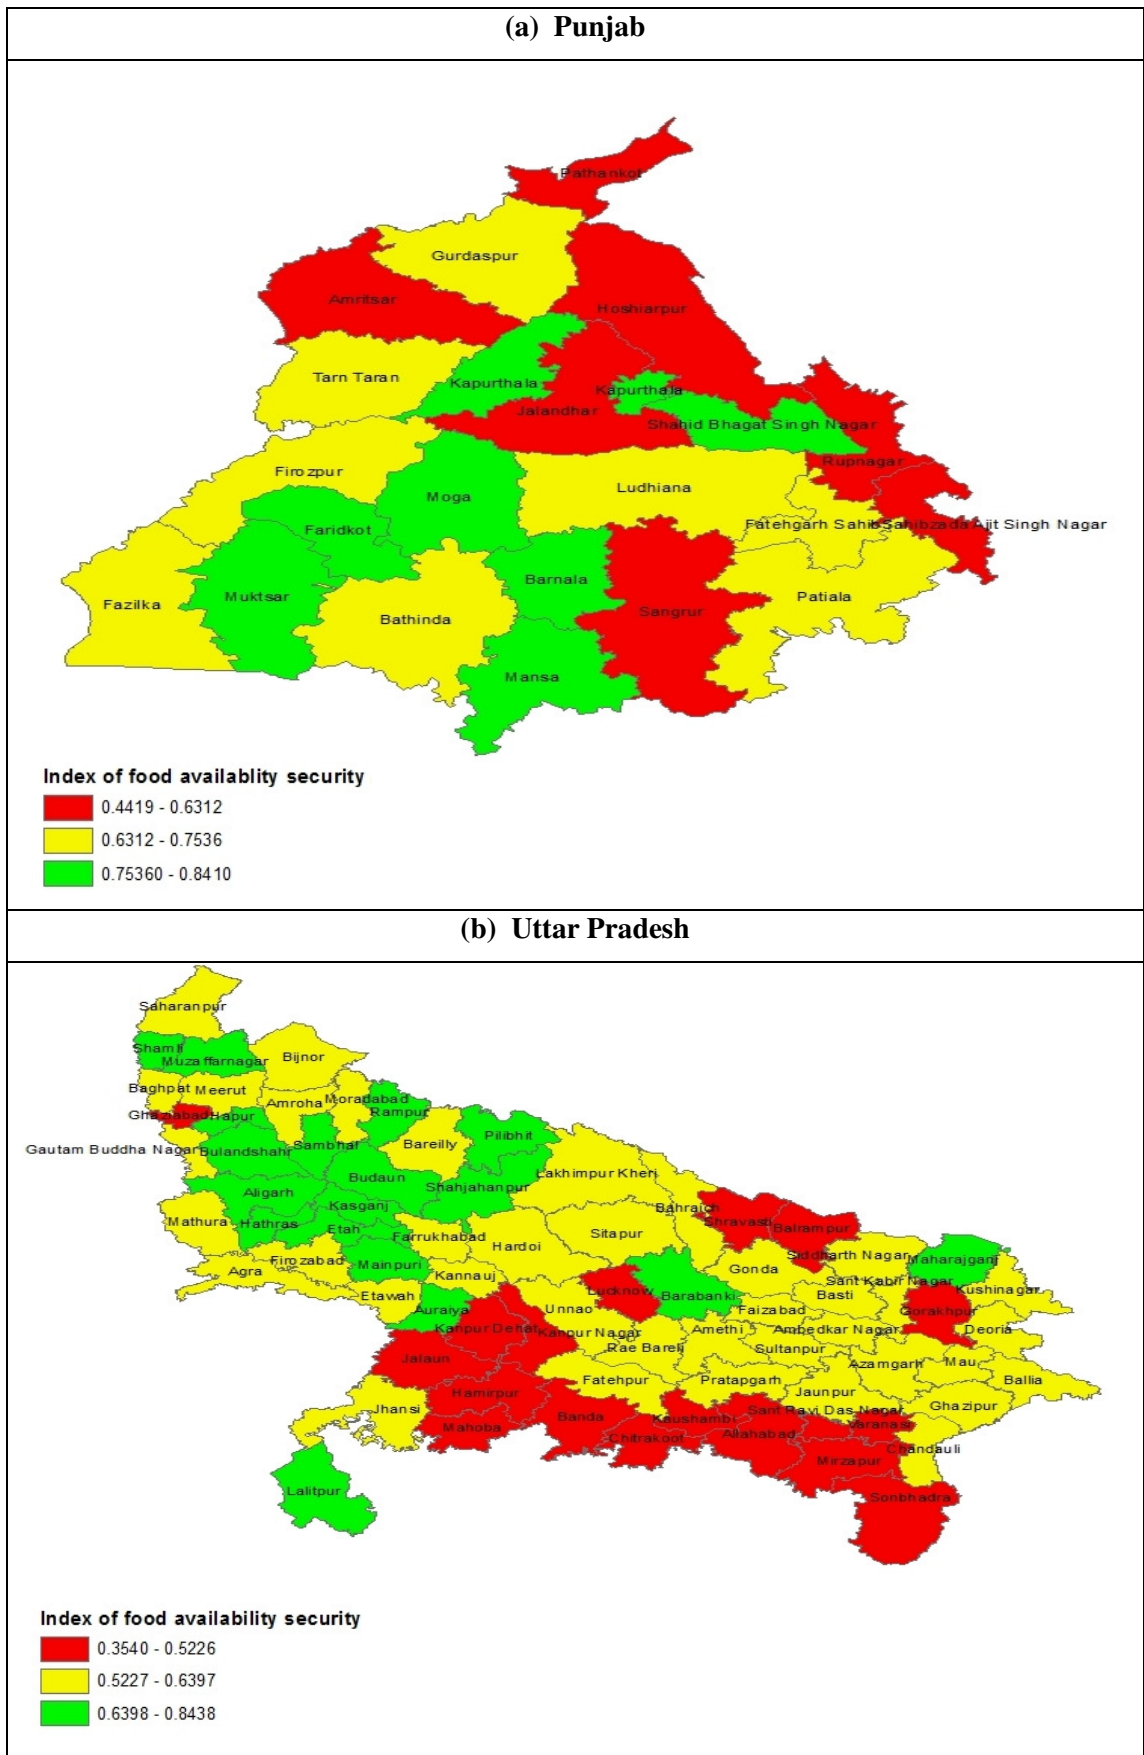 (a) Punjab
Pathankot
Gurdaspur
Amritsar
Hoshiarpur
Tarn Taran
Kapurthala
Kapurthala
Jalandhar
Shahid Bhagat Singh Nagar
Rupnagar
Firozpur
Moga
Ludhiana
Faridkot
Fatehgarh Sahib
Sahibzada Ajit Singh Nagar
Barnala
Fazilka
Muktsar
Bathinda
Sangrur
Patiala
Mansa
Index of food availablity security
0.4419 - 0.6312
0.6312 - 0.7536
0.75360 - 0.8410
(b) Uttar Pradesh
Saharanpur
Shamli
Muzaffarnagar
Bijnor
Baghpat
Meerut
Amroha
Moradabad
Rampur
Ghaziabad
Hapur
Gautam Buddha Nagar
Bulandshahr
Sambhal
Bareilly
Pilibhit
Budaun
Shahjahanpur
Lakhimpur Kheri
Aligarh
Kasganj
Bahraich
Mathura
Hathras
Etah
Farrukhabad
Hardoi
Sitapur
Shravasti
Balrampur
Agra
Firozabad
Mainpuri
Kannauj
Gonda
Siddharth Nagar
Maharajganj
Sant Kabir Nagar
Kushinagar
Etawah
Auraiya
Unnao
Lucknow
Barabanki
Faizabad
Basti
Gorakhpur
Deoria
Kanpur Dehat
Kanpur Nagar
Rae Bareli
Amethi
Ambedkar Nagar
Sultanpur
Jalaun
Azamgarh
Mau
Ballia
Hamirpur
Fatehpur
Pratapgarh
Jaunpur
Ghazipur
Jhansi
Mahoba
Banda
Kaushambi
Sant Ravi Das Nagar
Varanasi
Chitrakoot
Allahabad
Chandauli
Mirzapur
Lalitpur
Sonbhadra
Index of food availability security
0.3540 - 0.5226
0.5227 - 0.6397
0.6398 - 0.8438